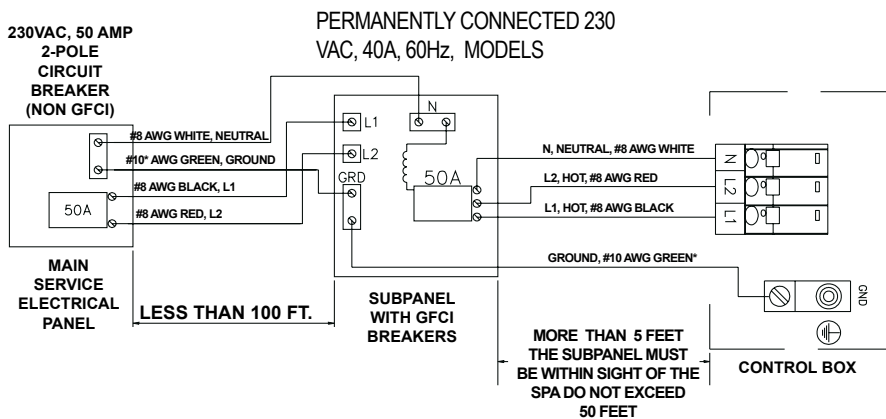 PERMANENTLY CONNECTED 230
VAC, 40A, 60Hz, MODELS
230VAC, 50 AMP
2-POLE
CIRCUIT
BREAKER
(NON GFCI)
#8 AWG WHITE, NEUTRAL
#10* AWG GREEN, GROUND
#8 AWG BLACK, L1
#8 AWG RED, L2
50A
MAIN
SERVICE
ELECTRICAL
PANEL
LESS THAN 100 FT.
N
L1
L2
GRD
50A
SUBPANEL
WITH GFCI
BREAKERS
N, NEUTRAL, #8 AWG WHITE
L2, HOT, #8 AWG RED
L1, HOT, #8 AWG BLACK
GROUND, #10 AWG GREEN*
MORE THAN 5 FEET
THE SUBPANEL MUST
BE WITHIN SIGHT OF THE
SPA DO NOT EXCEED
50 FEET
N
L2
L1
GND
CONTROL BOX